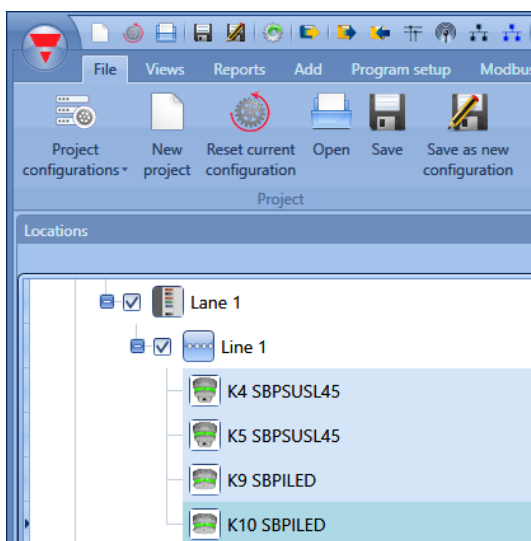 File Views Reports Add Program setup Modbus
Project configurations
New project
Reset current configuration
Open
Save
Save as new configuration
Project
Locations
Lane 1
Line 1
K4 SBPSUSL45
K5 SBPSUSL45
K9 SBPILED
K10 SBPILED